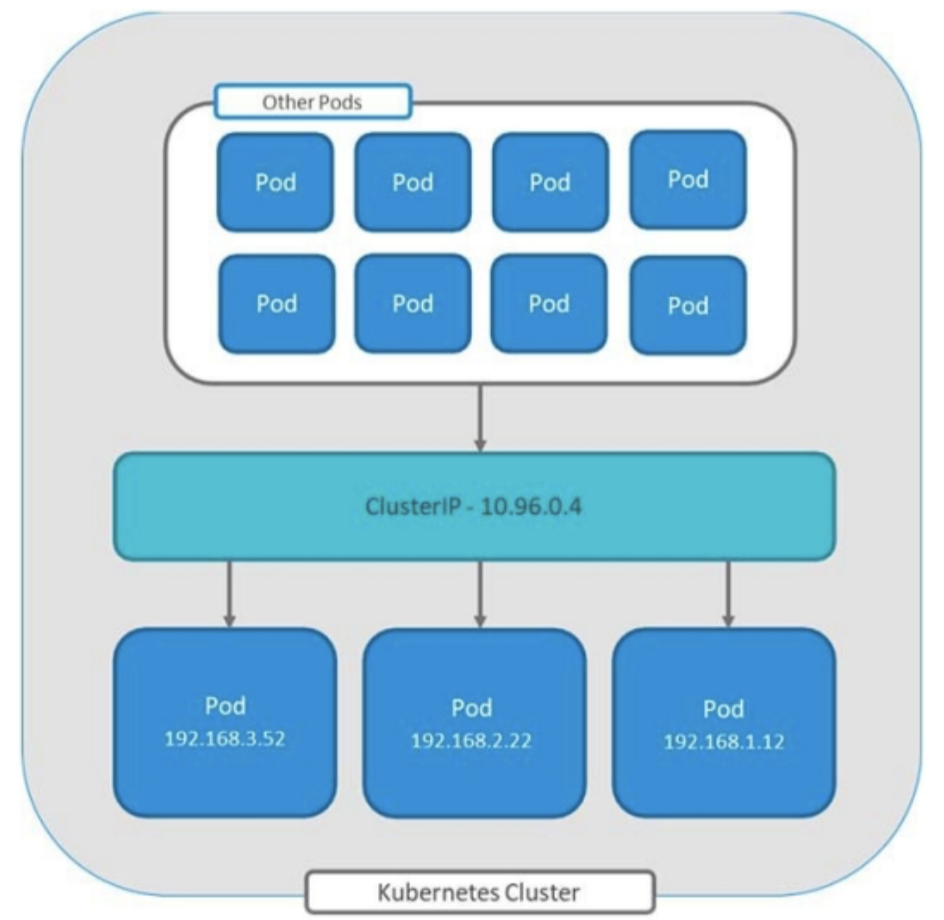 Other Pods
Pod Pod Pod Pod
Pod Pod Pod Pod
ClusterIP - 10.96.0.4
Pod
192.168.3.52
Pod
192.168.2.22
Pod
192.168.1.12
Kubernetes Cluster